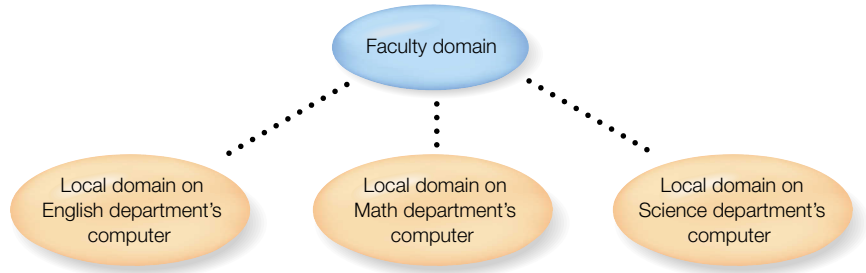 Faculty domain
Local domain on
English department's
computer
Local domain on
Math department's
computer
Local domain on
Science department's
computer